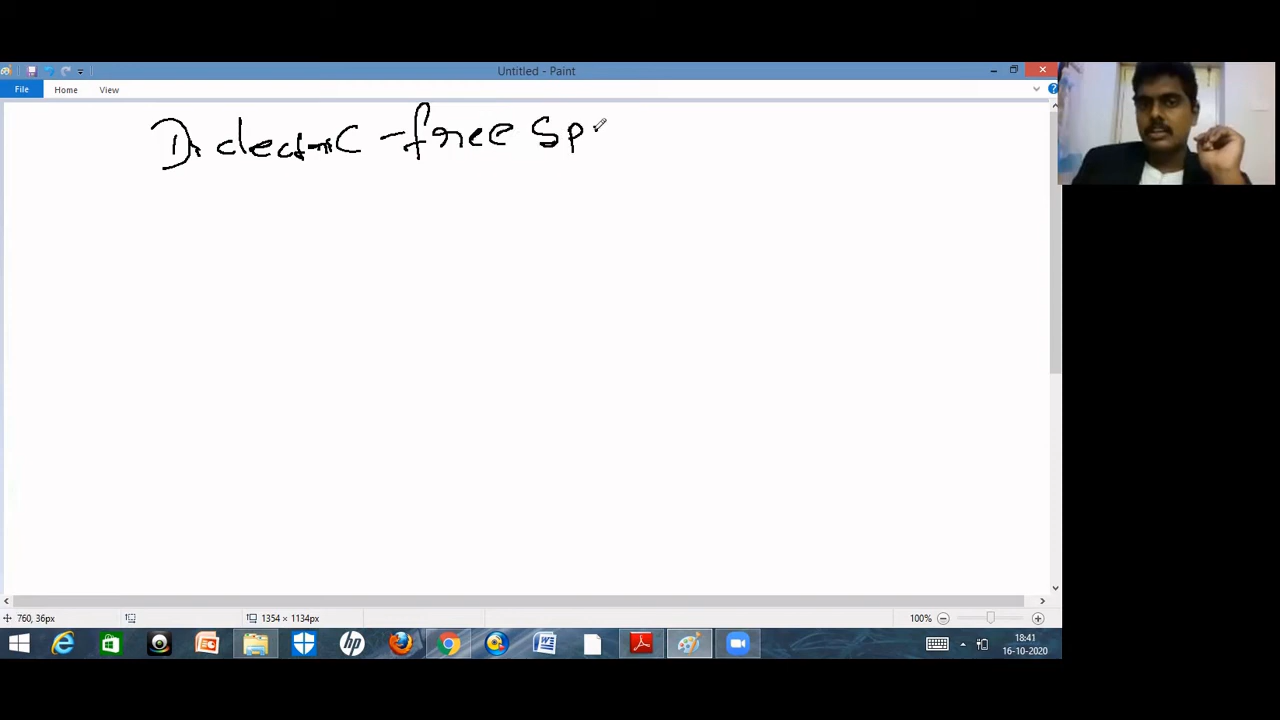 Untitled - Paint
File Home View
Dielectric - free Sp
760, 36px 1354 × 1134px 100%
18:41
16-10-2020